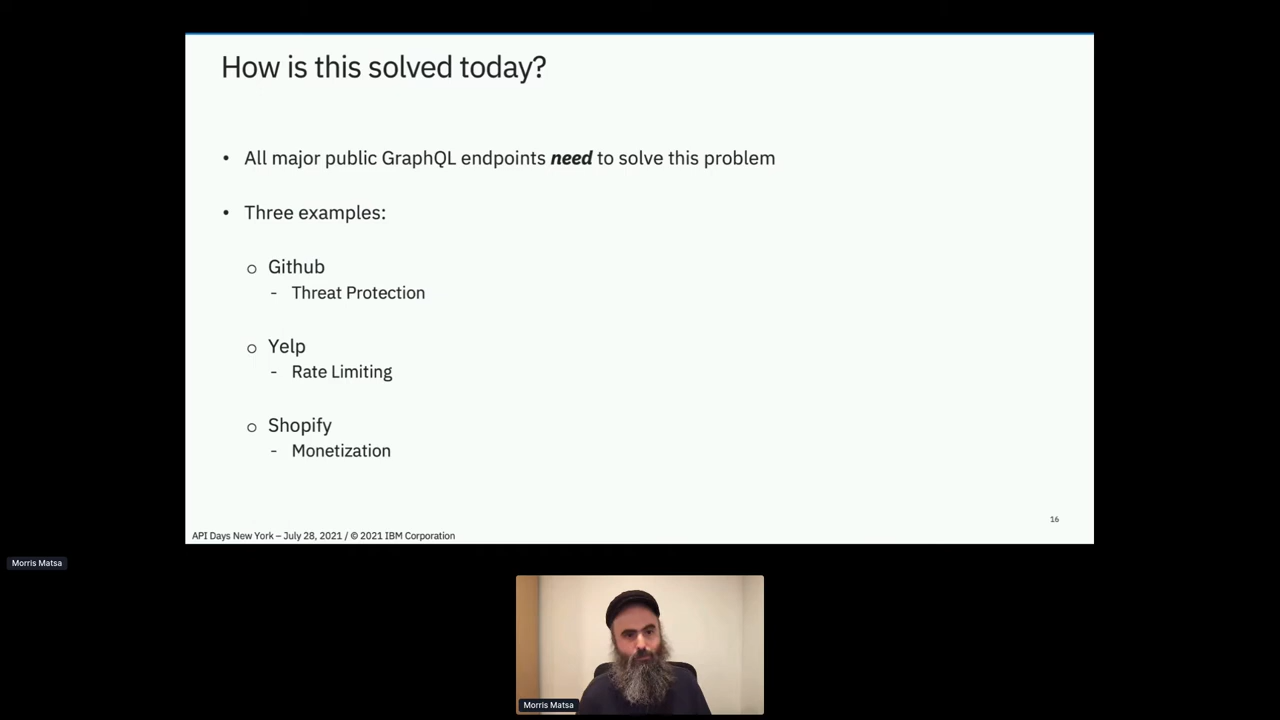 How is this solved today?
• All major public GraphQL endpoints need to solve this problem
• Three examples:
o Github
- Threat Protection
o Yelp
- Rate Limiting
o Shopify
- Monetization
16
API Days New York – July 28, 2021 / © 2021 IBM Corporation
Morris Matsa
Morris Matsa